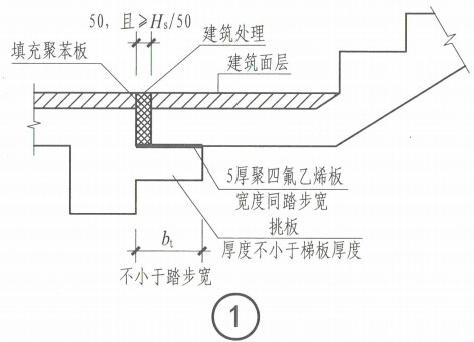 50, 且≥Hs/50
建筑处理
填充聚苯板
建筑面层
5厚聚四氟乙烯板
宽度同踏步宽
挑板
厚度不小于梯板厚度
bt
不小于踏步宽
1